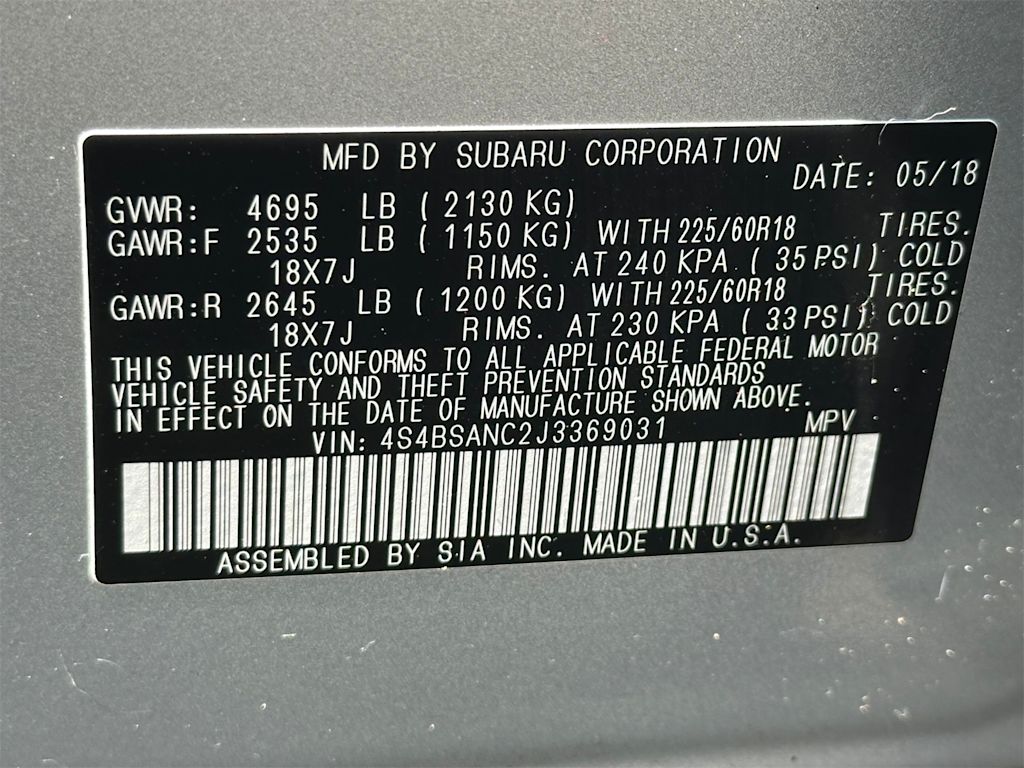 MFD BY SUBARU CORPORATION
DATE: 05/18
GVWR: 4695 LB ( 2130 KG)
GAWR:F 2535 LB ( 1150 KG) WITH 225/60R18 TIRES.
18X7J RIMS. AT 240 KPA ( 35 PSI) COLD
GAWR:R 2645 LB ( 1200 KG) WITH 225/60R18 TIRES.
18X7J RIMS. AT 230 KPA ( 33 PSI) COLD
THIS VEHICLE CONFORMS TO ALL APPLICABLE FEDERAL MOTOR
VEHICLE SAFETY AND THEFT PREVENTION STANDARDS
IN EFFECT ON THE DATE OF MANUFACTURE SHOWN ABOVE.
VIN: 4S4BSANC2J3369031 MPV
ASSEMBLED BY SIA INC. MADE IN U.S.A.